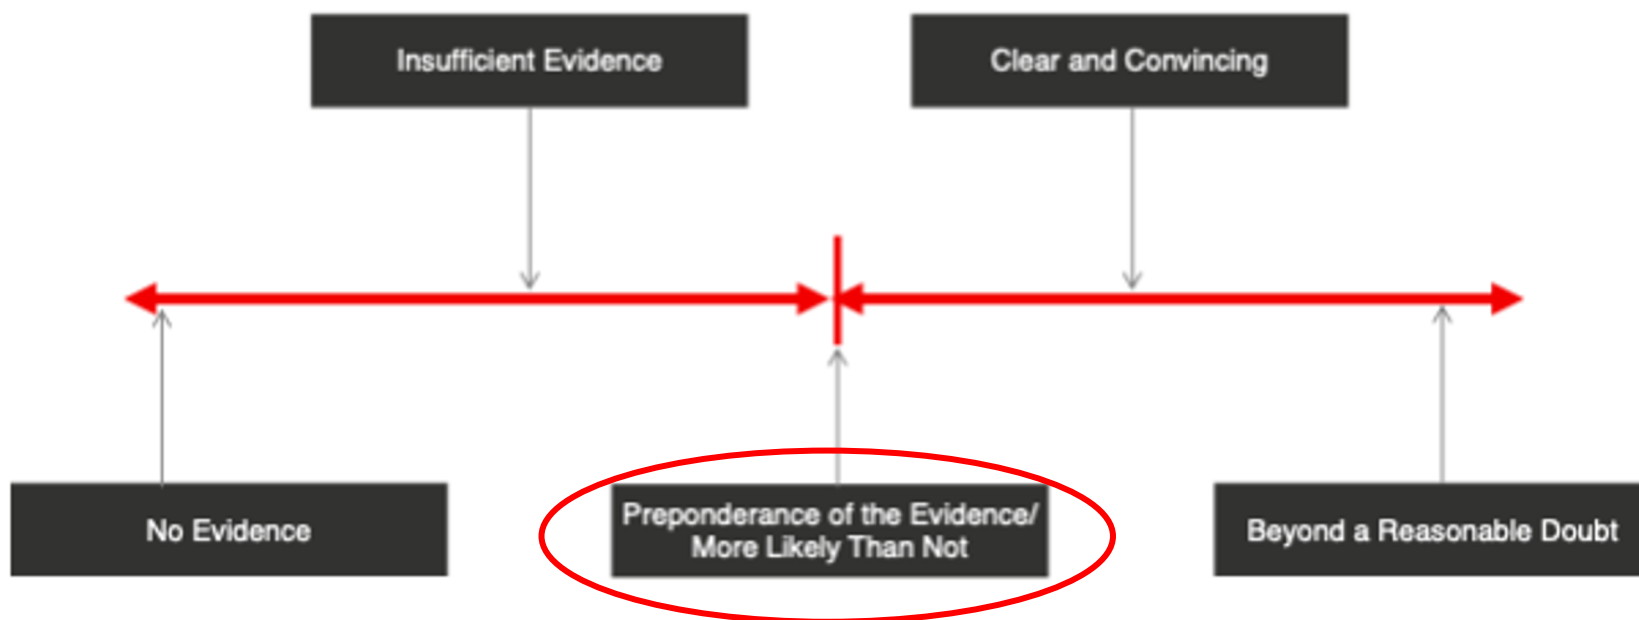 Insufficient Evidence
Clear and Convincing
No Evidence
Preponderance of the Evidence/
More Likely Than Not
Beyond a Reasonable Doubt